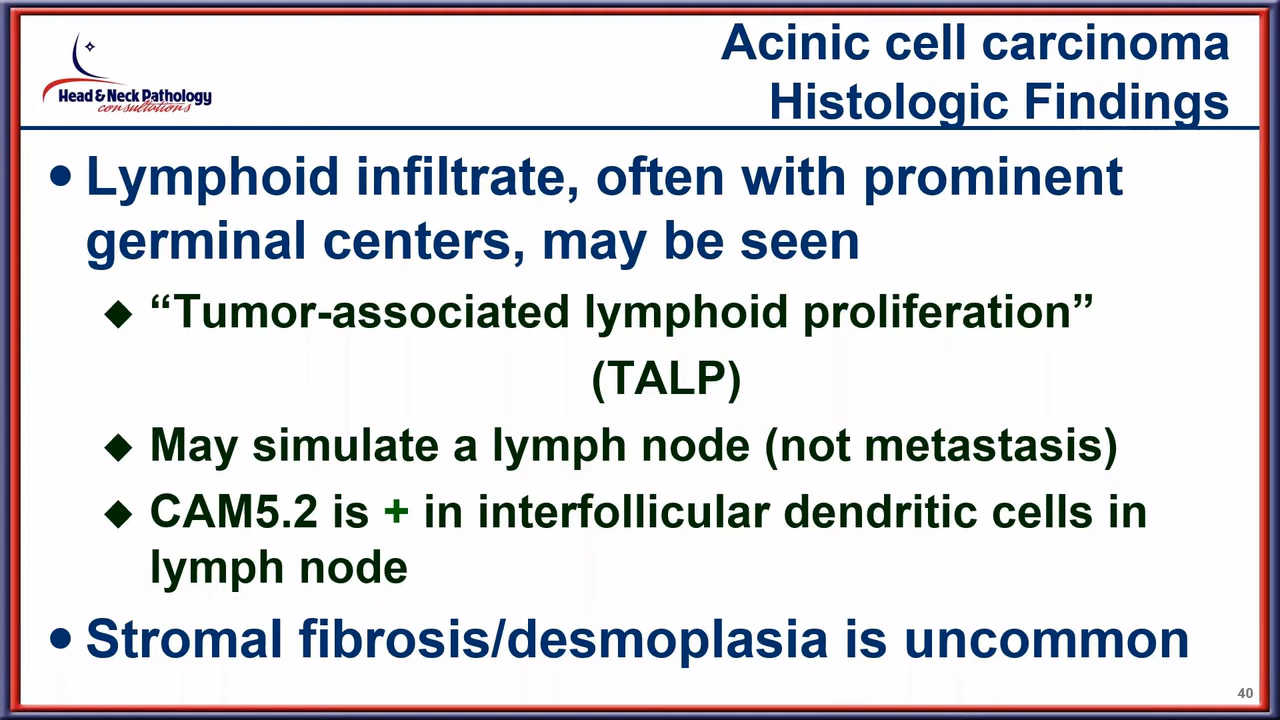 Head & Neck Pathology
consultations
Acinic cell carcinoma
Histologic Findings
• Lymphoid infiltrate, often with prominent
germinal centers, may be seen
◆ “Tumor-associated lymphoid proliferation”
(TALP)
◆ May simulate a lymph node (not metastasis)
◆ CAM5.2 is + in interfollicular dendritic cells in
lymph node
• Stromal fibrosis/desmoplasia is uncommon
40